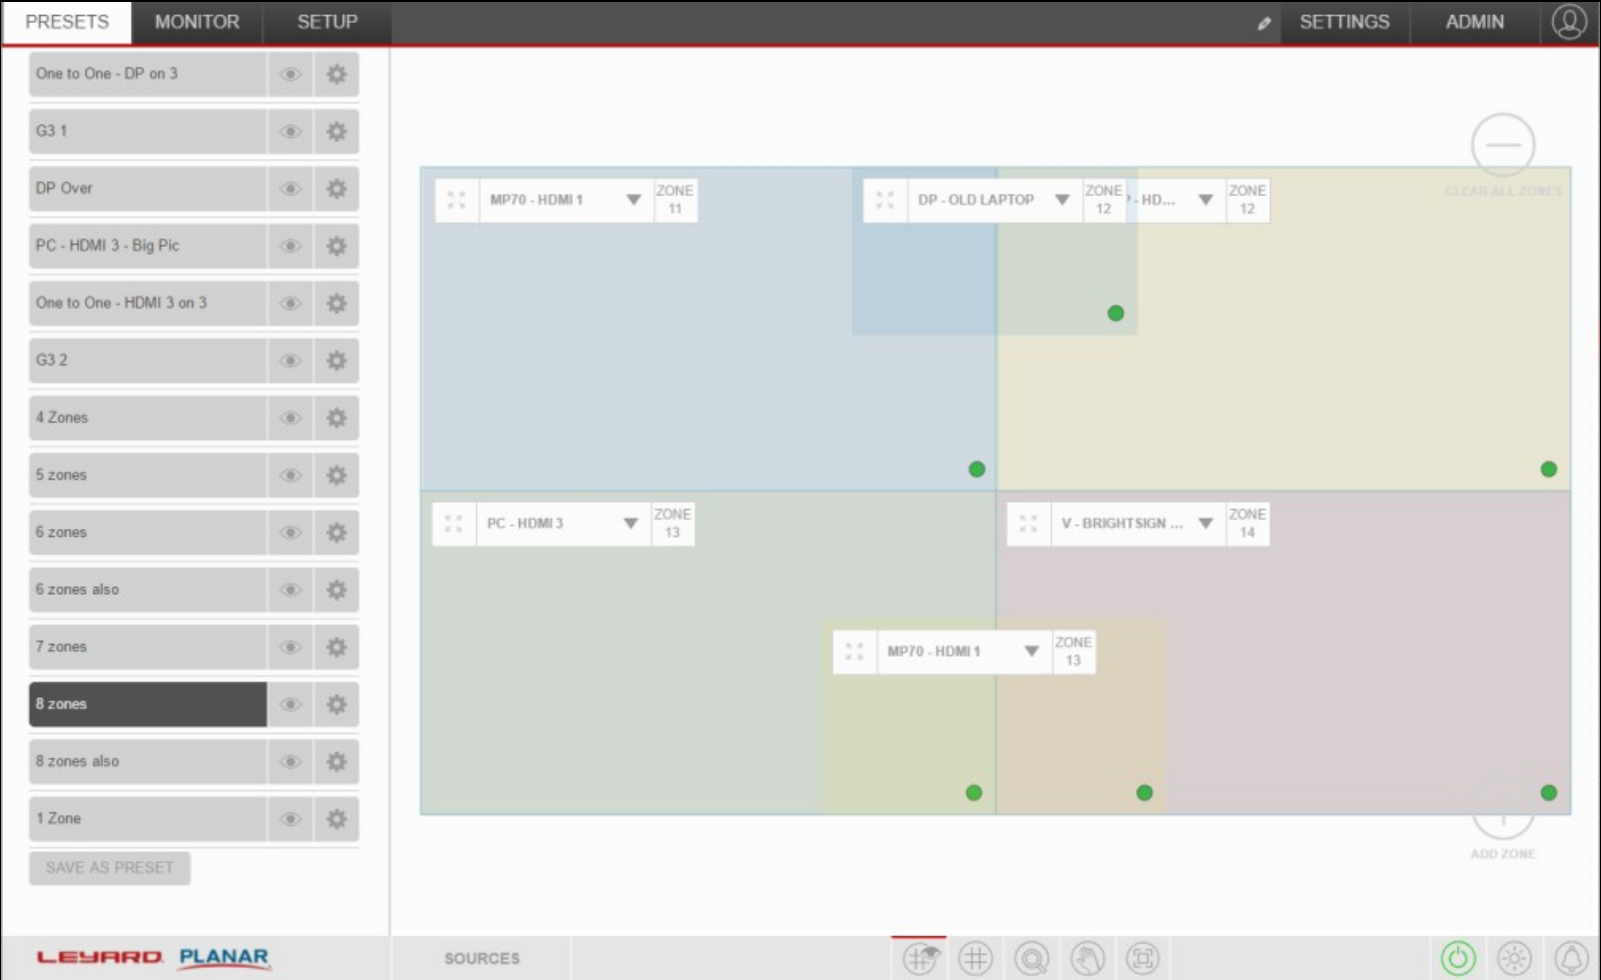 PRESETS MONITOR SETUP SETTINGS ADMIN
One to One - DP on 3
G3 1
DP Over
PC - HDMI 3 - Big Pic
One to One - HDMI 3 on 3
G3 2
4 Zones
5 zones
6 zones
6 zones also
7 zones
8 zones
8 zones also
1 Zone
SAVE AS PRESET
CLEAR ALL ZONES
MP70 - HDMI 1 ZONE 11
DP - OLD LAPTOP ZONE 12
- HD... ZONE 12
PC - HDMI 3 ZONE 13
V - BRIGHTSIGN ... ZONE 14
MP70 - HDMI 1 ZONE 13
ADD ZONE
LEYARD PLANAR SOURCES